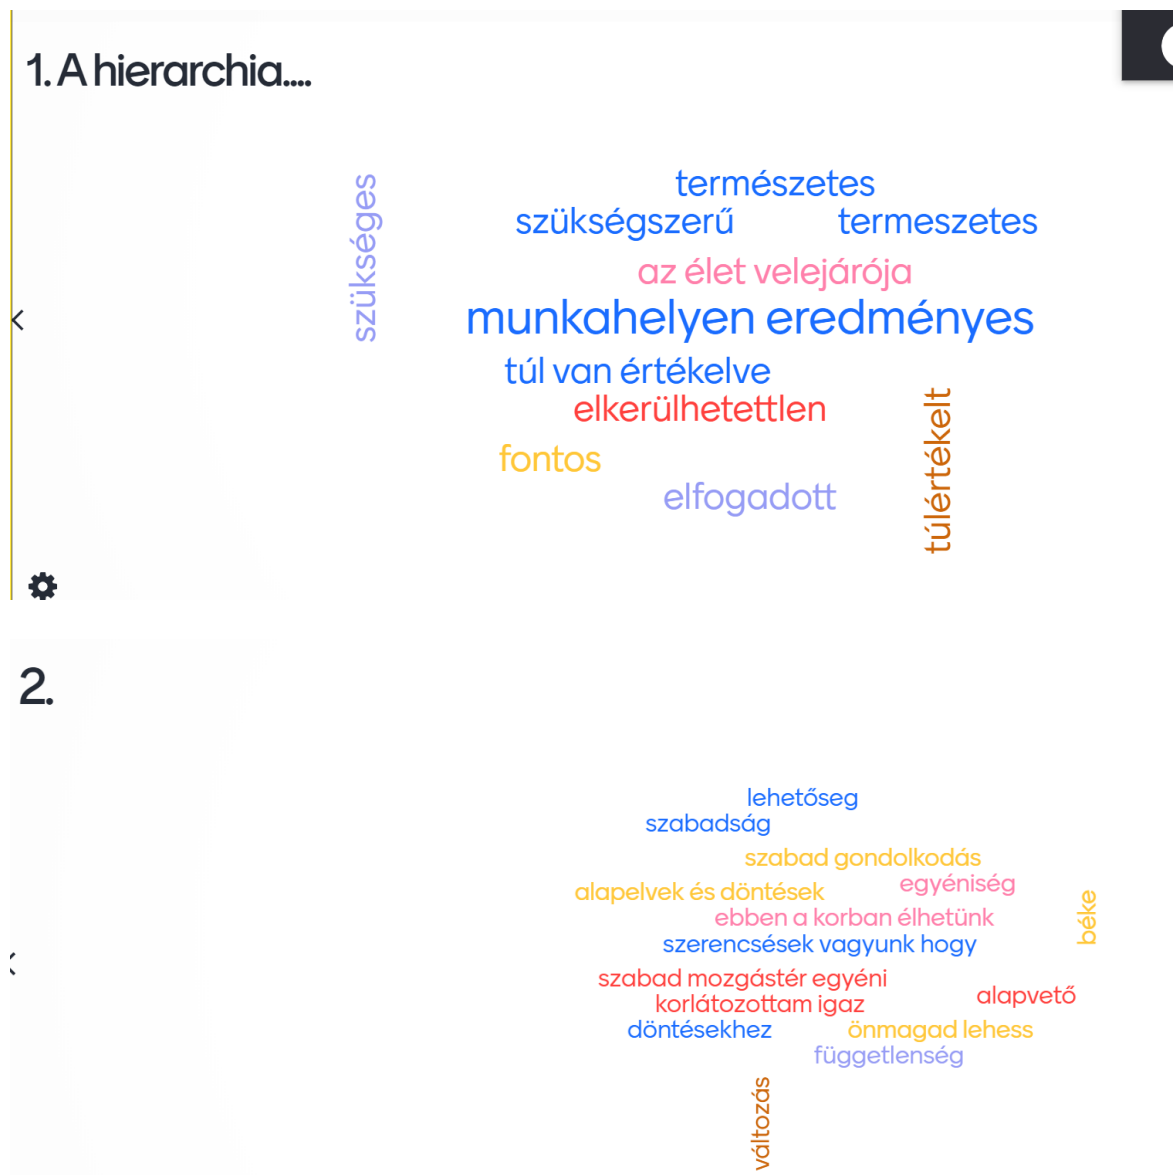 1. A hierarchia....
szükséges
természetes
szükségszerű
termeszetes
az élet velejárója
munkahelyen eredményes
túl van értékelve
elkerülhetettlen
túlértékelt
fontos
elfogadott
2.
lehetőseg
szabadság
szabad gondolkodás
egyéniség
alapelvek és döntések
béke
ebben a korban élhetünk
szerencsések vagyunk hogy
szabad mozgástér egyéni
alapvető
korlátozottam igaz
döntésekhez
önmagad lehess
függetlenség
változás